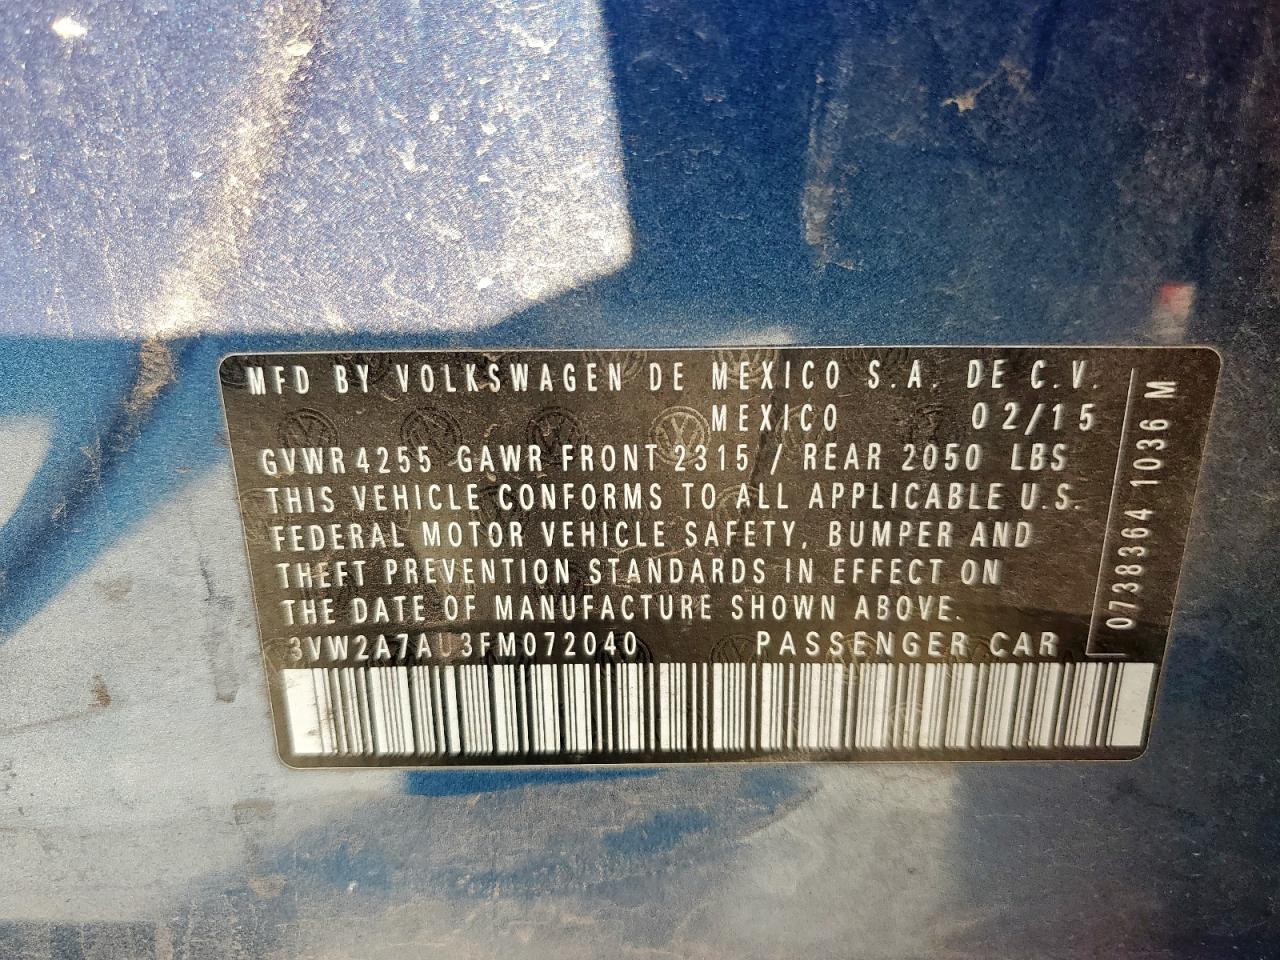 MFD BY VOLKSWAGEN DE MEXICO S.A. DE C.V.
MEXICO 02/15
GVWR 4255 GAWR FRONT 2315 / REAR 2050 LBS
THIS VEHICLE CONFORMS TO ALL APPLICABLE U.S.
FEDERAL MOTOR VEHICLE SAFETY, BUMPER AND
THEFT PREVENTION STANDARDS IN EFFECT ON
THE DATE OF MANUFACTURE SHOWN ABOVE.
3VW2A7AU3FM072040 PASSENGER CAR
0738364 1036 M